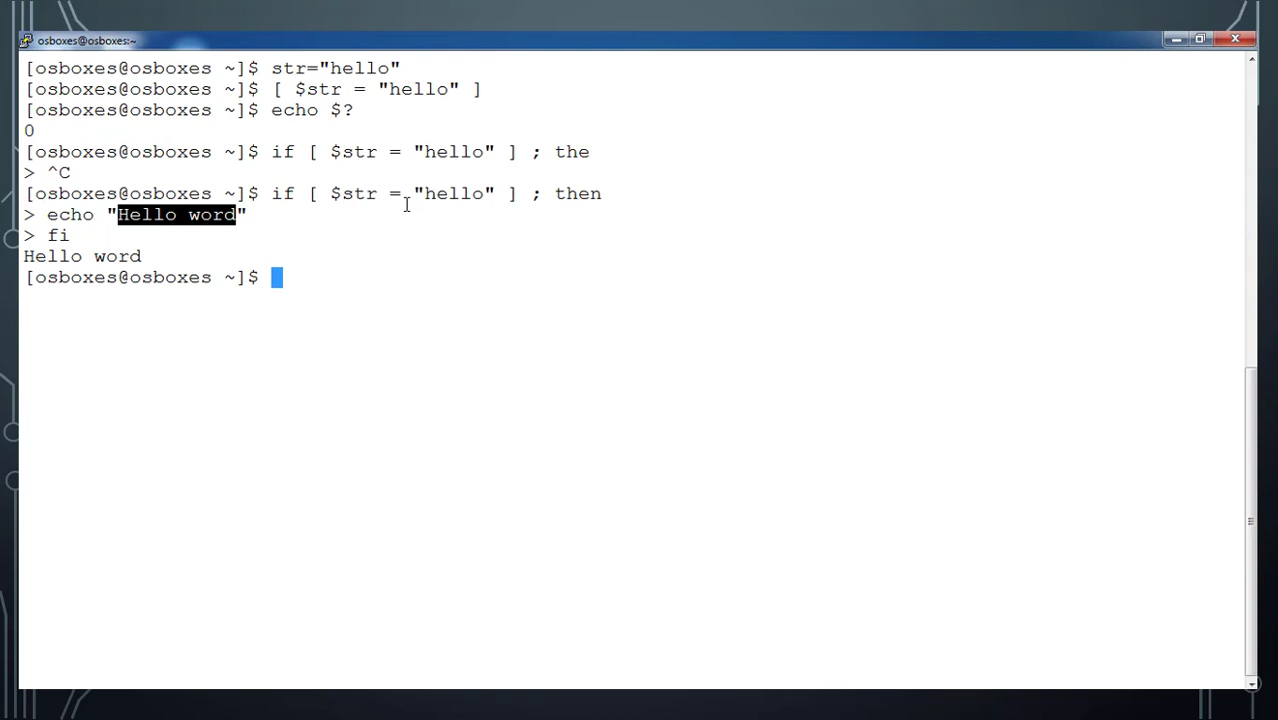 osboxes@osboxes:~
[osboxes@osboxes ~]$ str="hello"
[osboxes@osboxes ~]$ [ $str = "hello" ]
[osboxes@osboxes ~]$ echo $?
0
[osboxes@osboxes ~]$ if [ $str = "hello" ] ; the
> ^C
[osboxes@osboxes ~]$ if [ $str = "hello" ] ; then
> echo "Hello word"
> fi
Hello word
[osboxes@osboxes ~]$